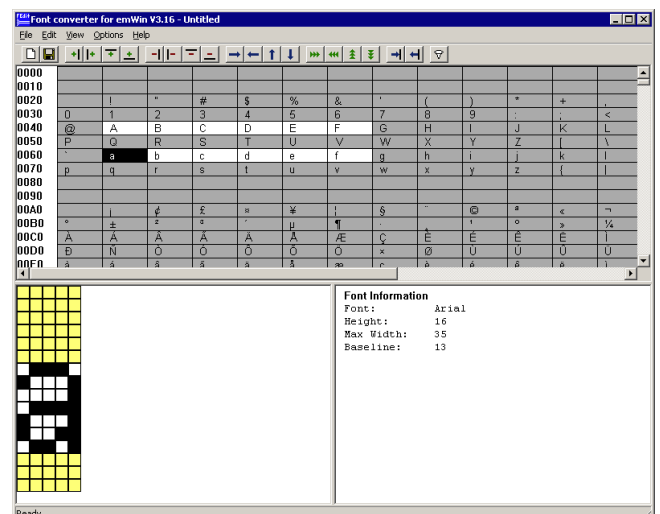 Font converter for emWin V3.16 - Untitled
File Edit View Options Help
0000
0010
0020 ! " # $ % & ' ( ) * + ,
0030 0 1 2 3 4 5 6 7 8 9 : ; <
0040 @ A B C D E F G H I J K L
0050 P Q R S T U V W X Y Z [ \
0060 ` a b c d e f g h i j k l
0070 p q r s t u v w x y z { |
0080
0090
00A0 ¡ ¢ £ ¤ ¥ ¦ § ¨ © ª « ¬
00B0 ° ± ² ³ ´ µ ¶ · ¸ ¹ º » ¼
00C0 À Á Â Ã Ä Å Æ Ç È É Ê Ë Ì
00D0 Ð Ñ Ò Ó Ô Õ Ö × Ø Ù Ú Û Ü
00E0 à á â ã ä å æ ç è é ê ë ì
Font Information
Font: Arial
Height: 16
Max Width: 35
Baseline: 13
Ready